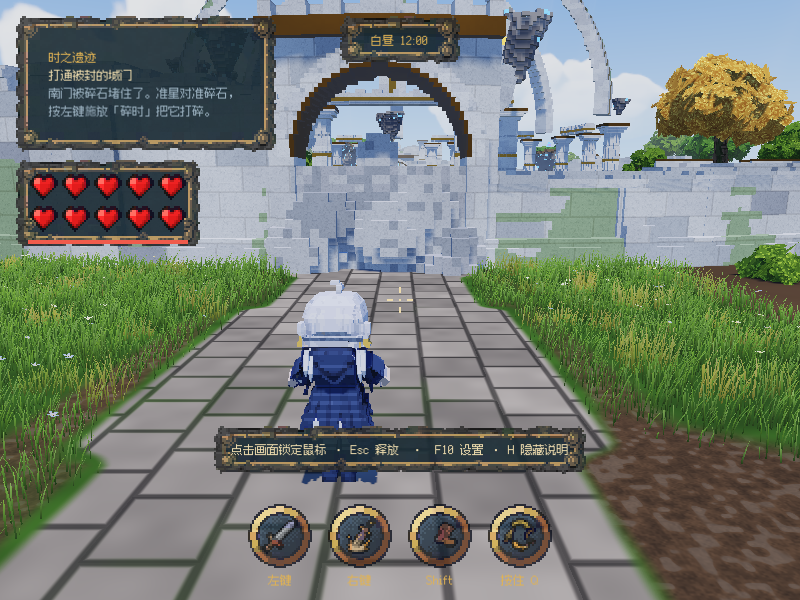 时之遗迹
打通被封的城门
南门被碎石堵住了。准星对准碎石，
按左键施放「碎时」把它打碎。
白昼 12:00
点击画面锁定鼠标 · Esc 释放 · F10 设置 · H 隐藏说明
左键
右键
Shift
按住